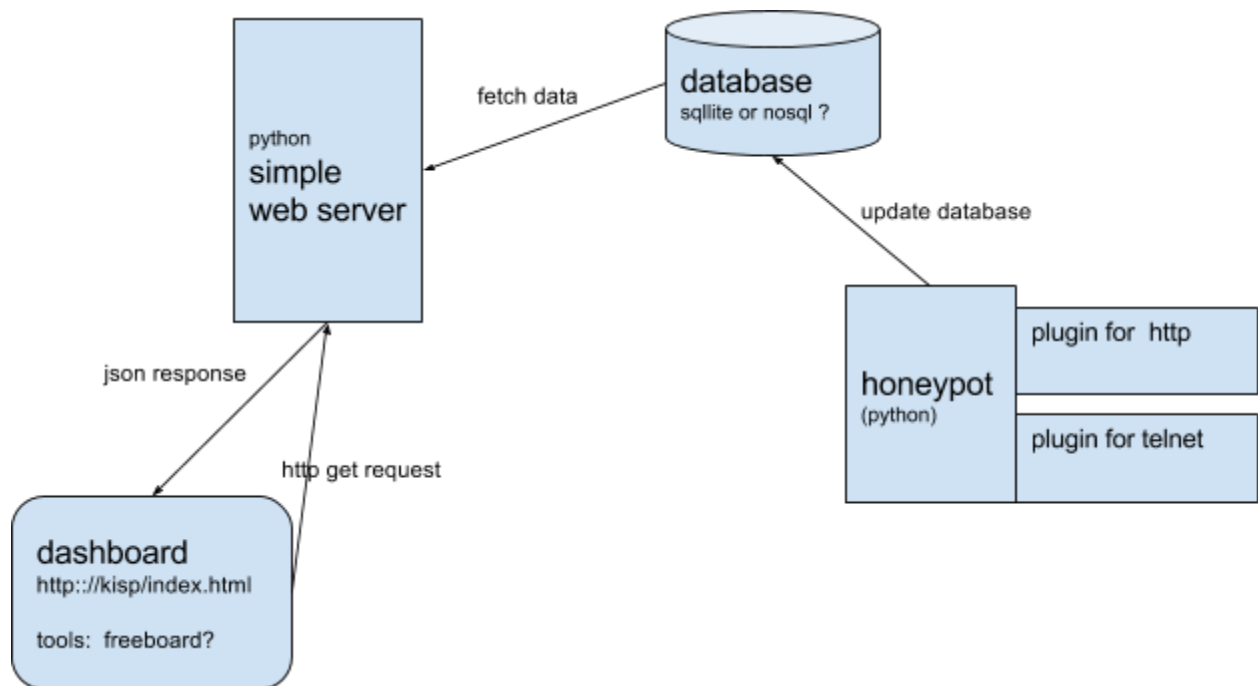 python
simple
web server
fetch data
database
sqllite or nosql ?
update database
honeypot
(python)
plugin for  http
plugin for telnet
json response
http get request
dashboard
http:://kisp/index.html
tools:  freeboard?